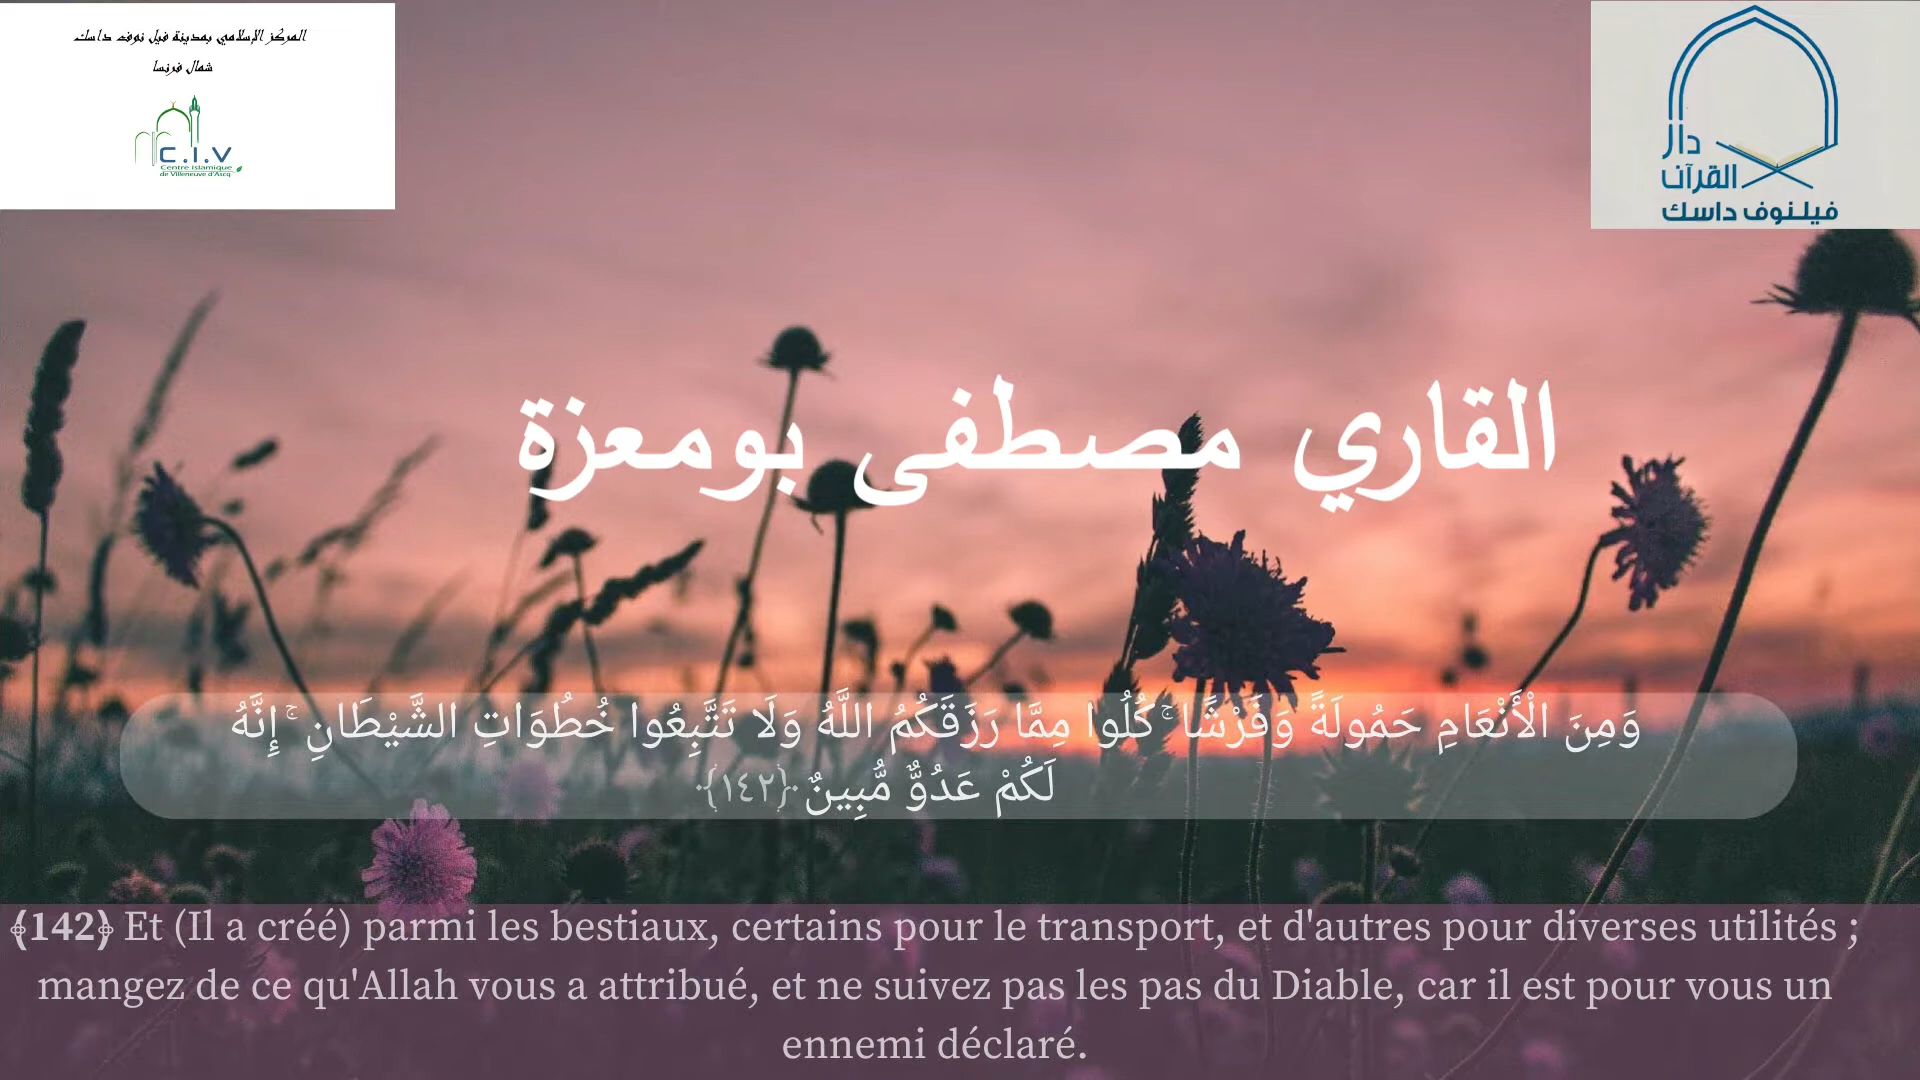 المركز الإسلامي بمدينة فيل نوف داسك
شمال فرنسا
C.I.V
Centre Islamique
de Villeneuve d'Ascq
دار
القرآن
فيلنوف داسك
القاري مصطفى بومعزة
وَمِنَ الْأَنْعَامِ حَمُولَةً وَفَرْشًا ۚ كُلُوا مِمَّا رَزَقَكُمُ اللَّهُ وَلَا تَتَّبِعُوا خُطُوَاتِ الشَّيْطَانِ ۚ إِنَّهُ
لَكُمْ عَدُوٌّ مُّبِينٌ ﴿١٤٢﴾
﴾142﴿ Et (Il a créé) parmi les bestiaux, certains pour le transport, et d'autres pour diverses utilités ;
mangez de ce qu'Allah vous a attribué, et ne suivez pas les pas du Diable, car il est pour vous un
ennemi déclaré.